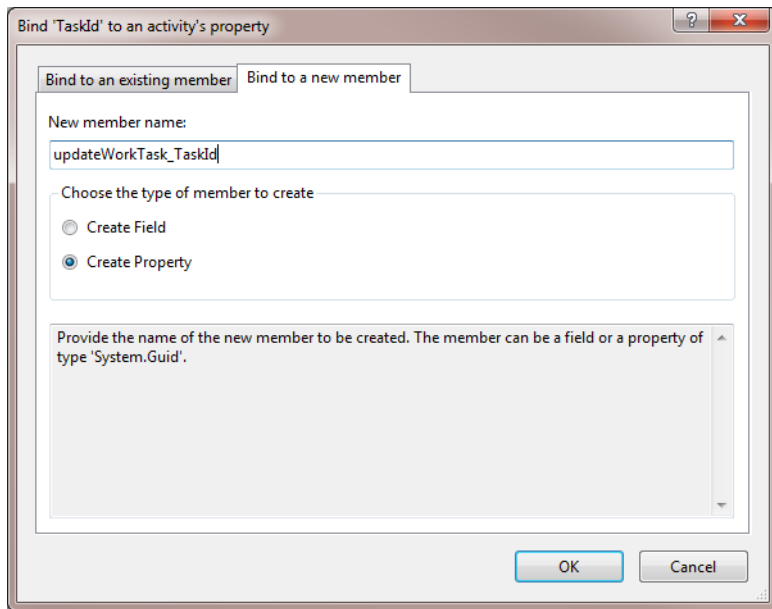 Bind 'TaskId' to an activity's property
?
X
Bind to an existing member
Bind to a new member
New member name:
updateWorkTask_TaskId
Choose the type of member to create
Create Field
Create Property
Provide the name of the new member to be created. The member can be a field or a property of
type 'System.Guid'.
OK
Cancel